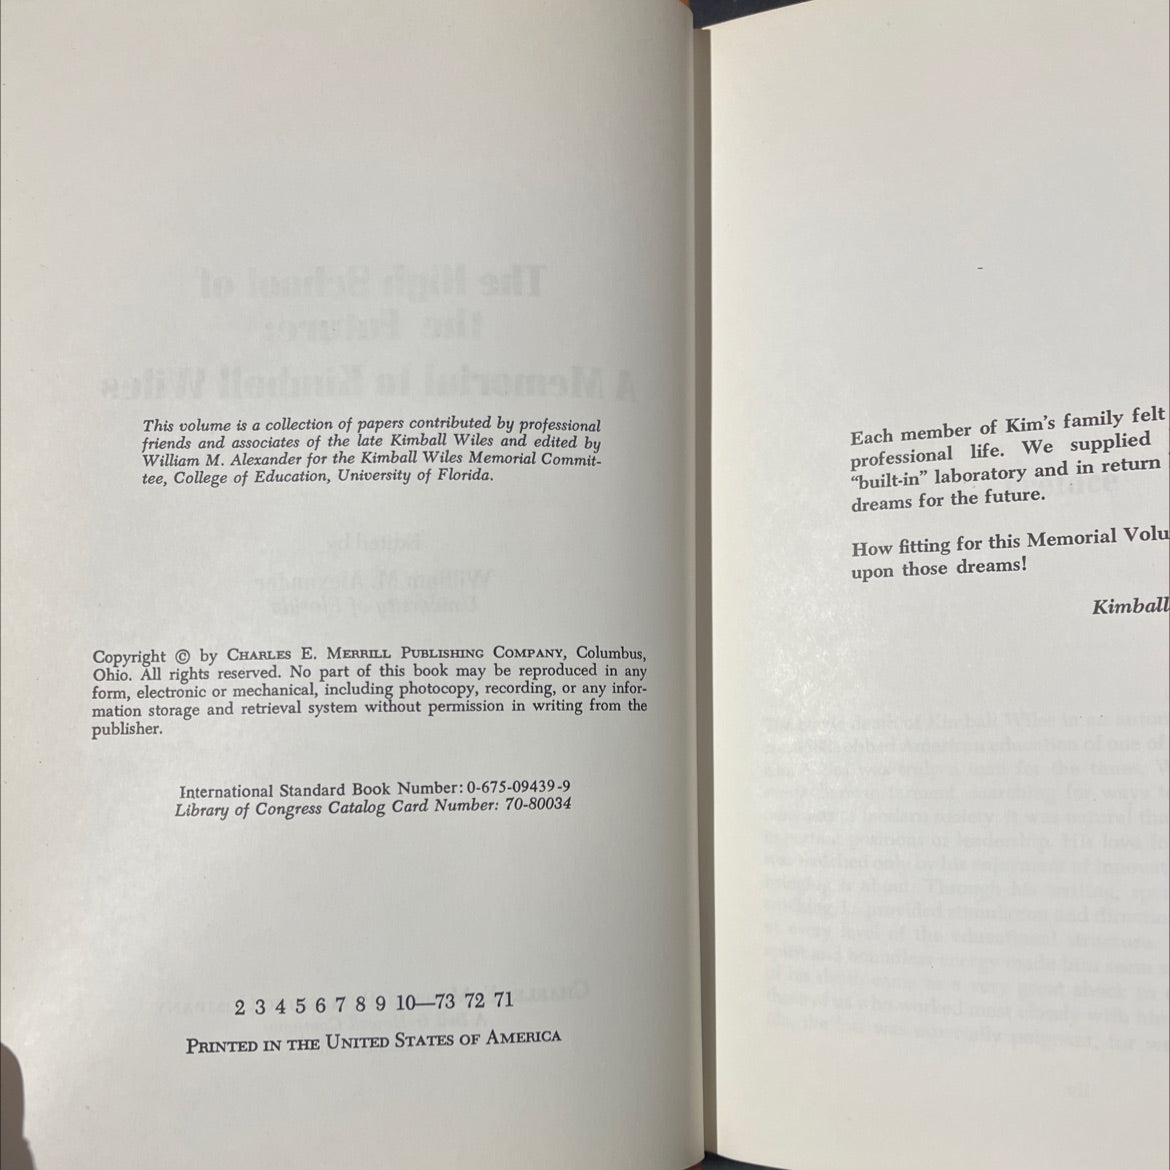 This volume is a collection of papers contributed by professional
friends and associates of the late Kimball Wiles and edited by
William M. Alexander for the Kimball Wiles Memorial Commit-
tee, College of Education, University of Florida.
Copyright © by CHARLES E. MERRILL PUBLISHING COMPANY, Columbus,
Ohio. All rights reserved. No part of this book may be reproduced in any
form, electronic or mechanical, including photocopy, recording, or any infor-
mation storage and retrieval system without permission in writing from the
publisher.
International Standard Book Number: 0-675-09439-9
Library of Congress Catalog Card Number: 70-80034
2 3 4 5 6 7 8 9 10—73 72 71
PRINTED IN THE UNITED STATES OF AMERICA
Each member of Kim's family felt
professional life. We supplied
"built-in" laboratory and in return
dreams for the future.
How fitting for this Memorial Volu
upon those dreams!
Kimball